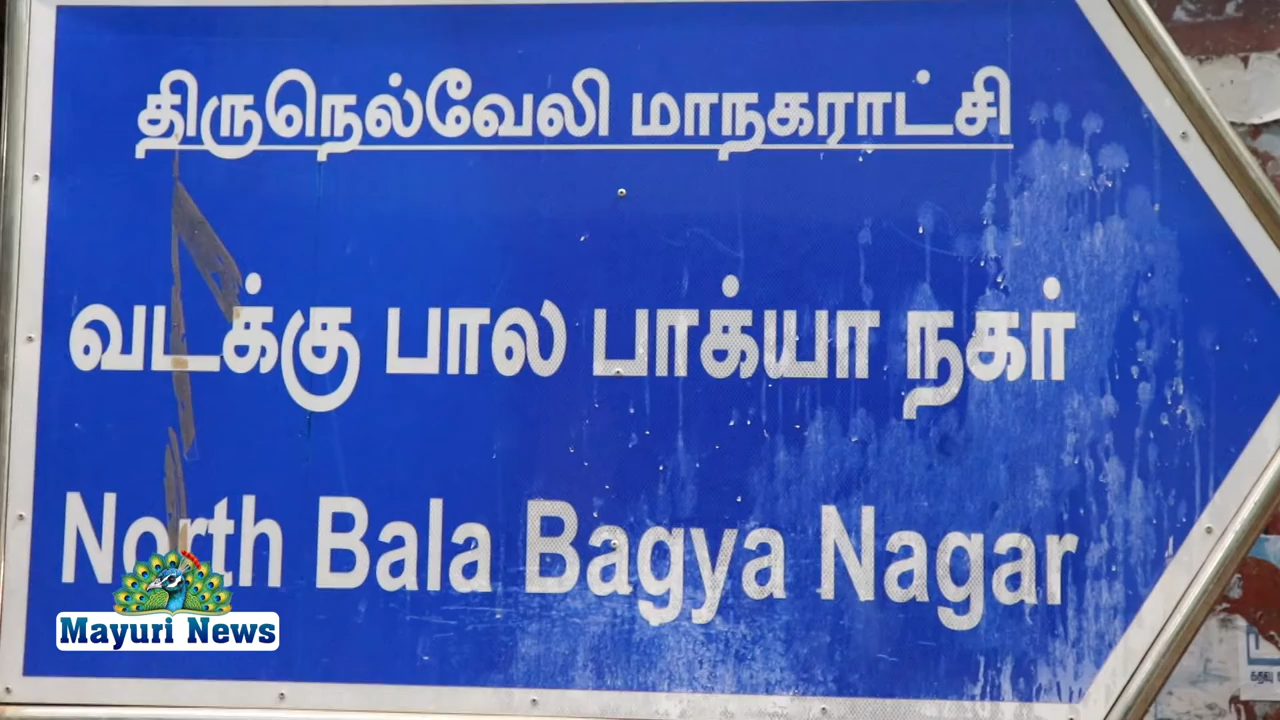 திருநெல்வேலி மாநகராட்சி
வடக்கு பால பாக்யா நகர்
North Bala Bagya Nagar
Mayuri News